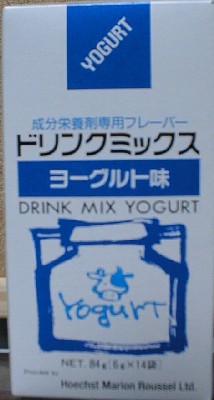 YOGURT
成分栄養剤専用フレーバー
ドリンクミックス
ヨーグルト味
DRINK MIX YOGURT
Yogurt
NET. 84g[6g×14袋]
Provided by
Hoechst Marion Roussel Ltd.